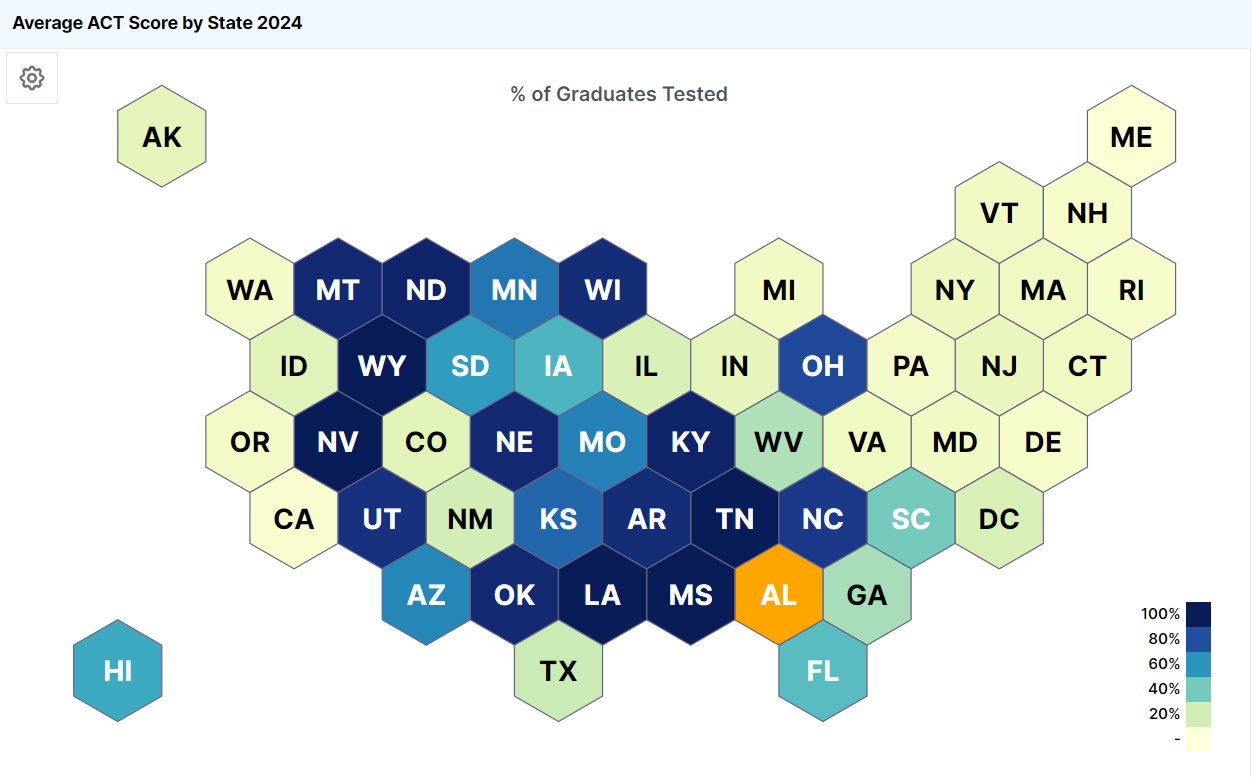 Average ACT Score by State 2024
% of Graduates Tested
AK
ME
VT NH
WA MT ND MN WI MI NY MA RI
ID WY SD IA IL IN OH PA NJ CT
OR NV CO NE MO KY WV VA MD DE
CA UT NM KS AR TN NC SC DC
AZ OK LA MS AL GA
HI TX FL
100%
80%
60%
40%
20%
-